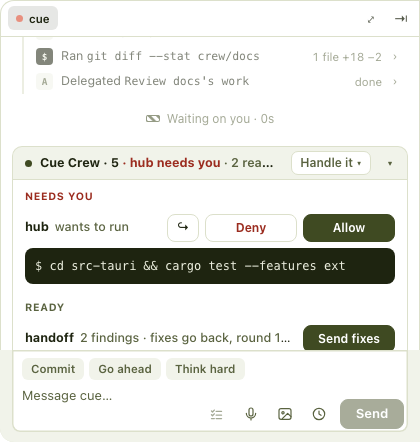 cue
$ Ran git diff --stat crew/docs 1 file +18 −2 ›
A Delegated Review docs's work done ›
Waiting on you · 0s
Cue Crew · 5 · hub needs you · 2 rea... Handle it
NEEDS YOU
hub wants to run Deny Allow
$ cd src-tauri && cargo test --features ext
READY
handoff 2 findings · fixes go back, round 1... Send fixes
Commit Go ahead Think hard
Message cue...
Send